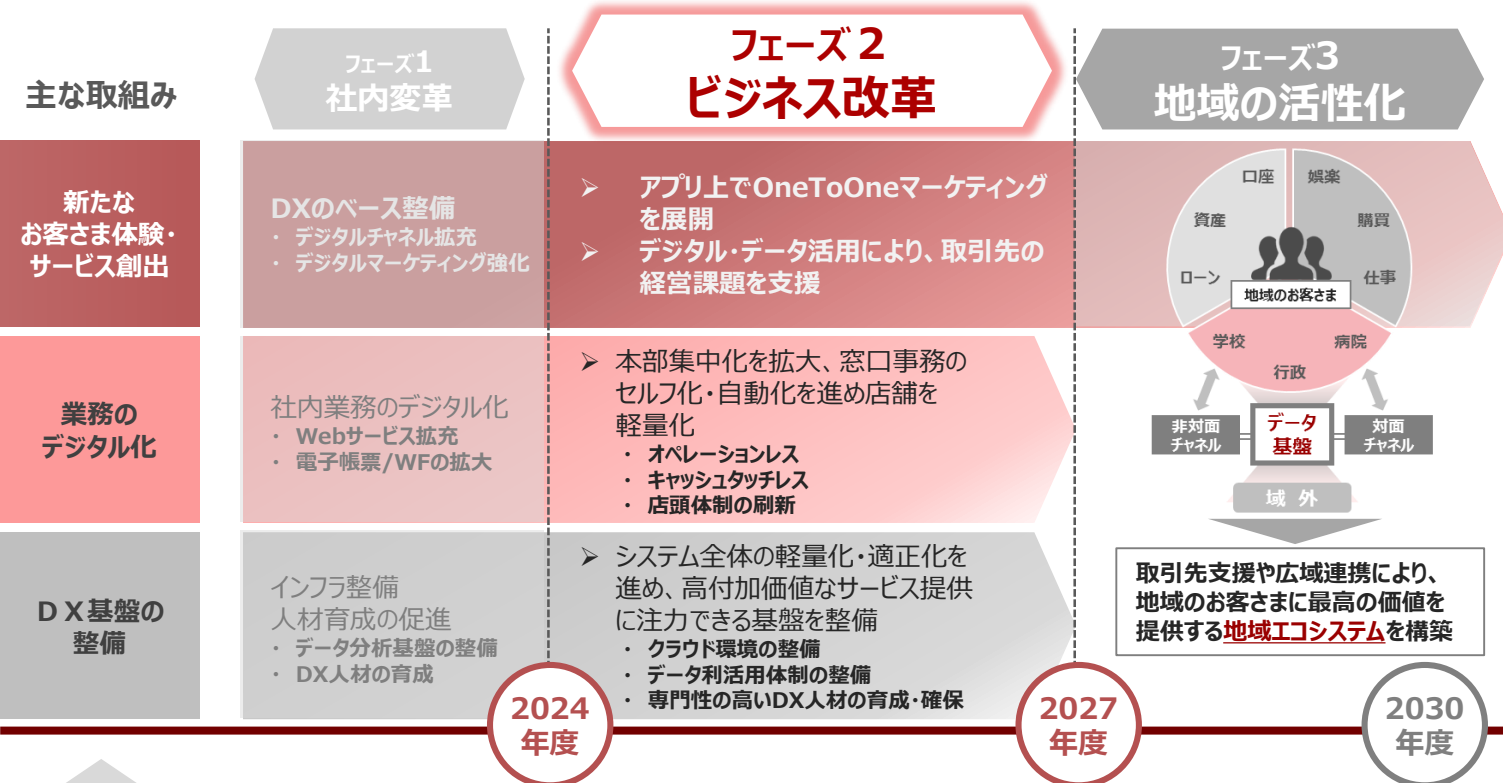 主な取組み
フェーズ1
社内変革
フェーズ２
ビジネス改革
フェーズ3
地域の活性化
新たな
お客さま体験・
サービス創出
DXのベース整備
・ デジタルチャネル拡充
・ デジタルマーケティング強化
➢ アプリ上でOneToOneマーケティング
を展開
➢ デジタル・データ活用により、取引先の
経営課題を支援
口座
娯楽
資産
購買
ローン
仕事
地域のお客さま
学校
病院
行政
業務の
デジタル化
社内業務のデジタル化
・ Webサービス拡充
・ 電子帳票/WFの拡大
➢ 本部集中化を拡大、窓口事務の
セルフ化・自動化を進め店舗を
軽量化
・ オペレーションレス
・ キャッシュタッチレス
・ 店頭体制の刷新
非対面
チャネル
データ
基盤
対面
チャネル
域 外
ＤＸ基盤の
整備
インフラ整備
人材育成の促進
・ データ分析基盤の整備
・ DX人材の育成
➢ システム全体の軽量化・適正化を
進め、高付加価値なサービス提供
に注力できる基盤を整備
・ クラウド環境の整備
・ データ利活用体制の整備
・ 専門性の高いDX人材の育成・確保
取引先支援や広域連携により、
地域のお客さまに最高の価値を
提供する地域エコシステムを構築
2024
年度
2027
年度
2030
年度